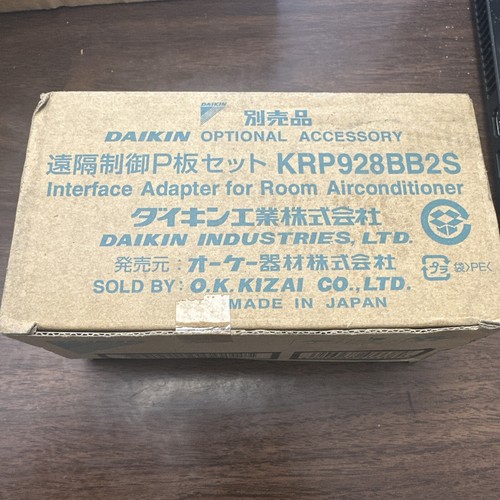 DAIKIN
別売品
DAIKIN OPTIONAL ACCESSORY
遠隔制御P板セット KRP928BB2S
Interface Adapter for Room Airconditioner
ダイキン工業株式会社
DAIKIN INDUSTRIES, LTD.
発売元：オーケー器材株式会社
SOLD BY: O.K.KIZAI CO.,LTD.
MADE IN JAPAN
プラ 袋>PE<